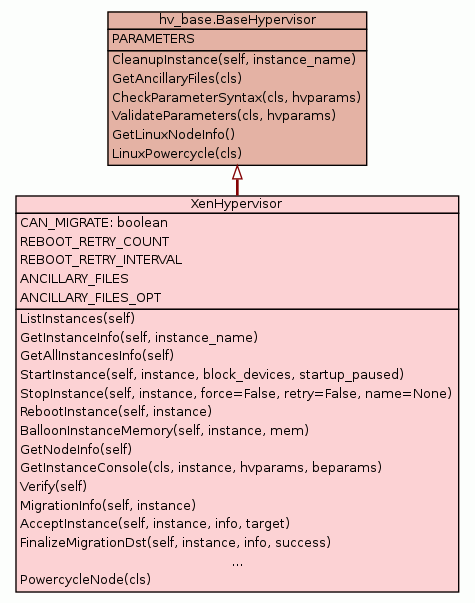 hv_base.BaseHypervisor
PARAMETERS
CleanupInstance(self, instance_name)
GetAncillaryFiles(cls)
CheckParameterSyntax(cls, hvparams)
ValidateParameters(cls, hvparams)
GetLinuxNodeInfo()
LinuxPowercycle(cls)
XenHypervisor
CAN_MIGRATE: boolean
REBOOT_RETRY_COUNT
REBOOT_RETRY_INTERVAL
ANCILLARY_FILES
ANCILLARY_FILES_OPT
ListInstances(self)
GetInstanceInfo(self, instance_name)
GetAllInstancesInfo(self)
StartInstance(self, instance, block_devices, startup_paused)
StopInstance(self, instance, force=False, retry=False, name=None)
RebootInstance(self, instance)
BalloonInstanceMemory(self, instance, mem)
GetNodeInfo(self)
GetInstanceConsole(cls, instance, hvparams, beparams)
Verify(self)
MigrationInfo(self, instance)
AcceptInstance(self, instance, info, target)
FinalizeMigrationDst(self, instance, info, success)
...
PowercycleNode(cls)